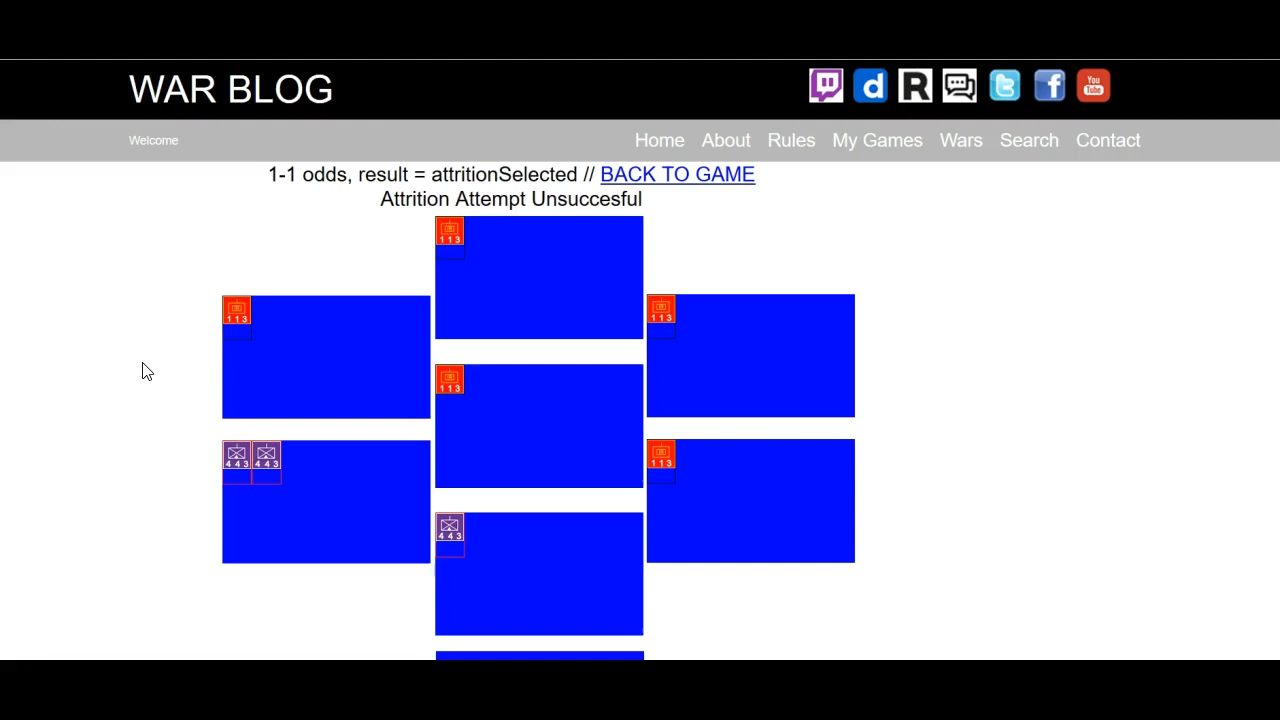 WAR BLOG
d R You Tube
Welcome Home About Rules My Games Wars Search Contact
1-1 odds, result = attritionSelected // BACK TO GAME
Attrition Attempt Unsuccesful
1 1 3
1 1 3
1 1 3
1 1 3
4 4 3 4 4 3
1 1 3
4 4 3